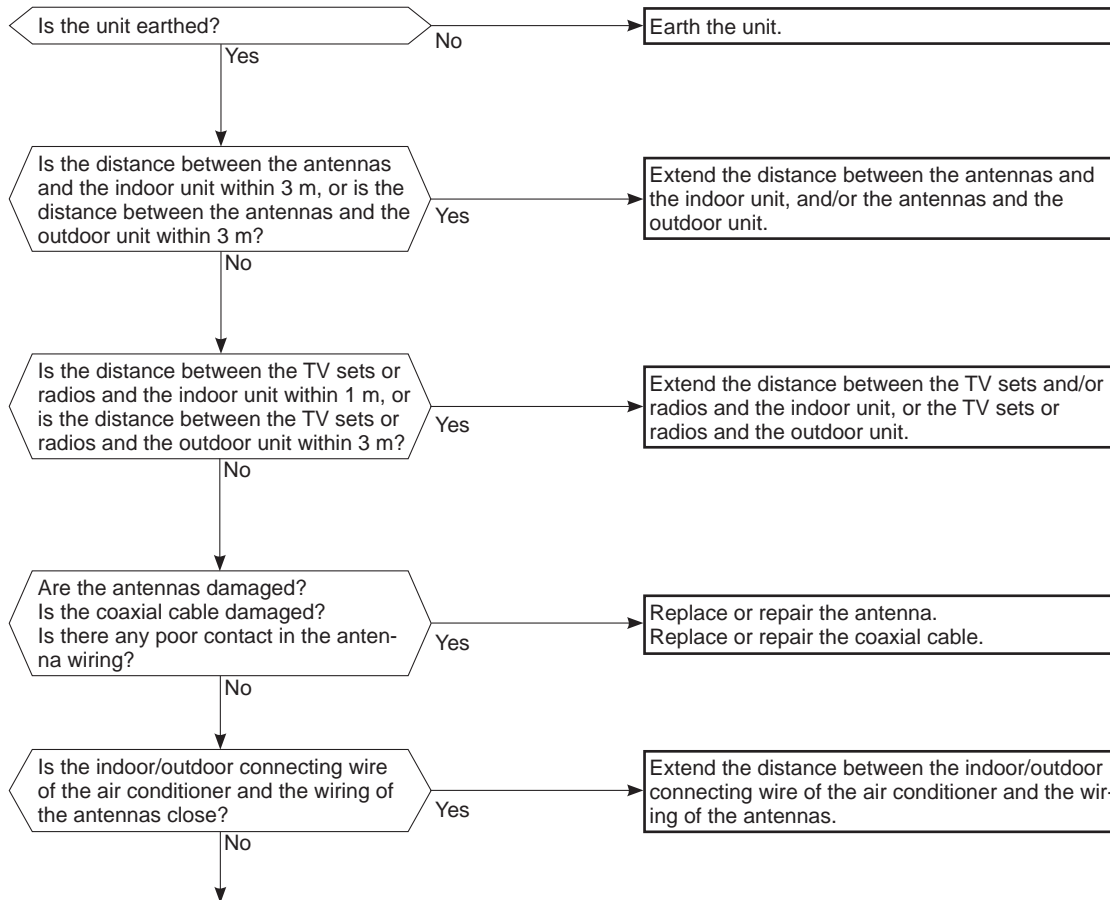 Is the unit earthed?
No
Earth the unit.
Yes
Is the distance between the antennas
and the indoor unit within 3 m, or is the
distance between the antennas and the
outdoor unit within 3 m?
Yes
Extend the distance between the antennas and
the indoor unit, and/or the antennas and the
outdoor unit.
No
Is the distance between the TV sets or
radios and the indoor unit within 1 m, or
is the distance between the TV sets or
radios and the outdoor unit within 3 m?
Yes
Extend the distance between the TV sets and/or
radios and the indoor unit, or the TV sets or
radios and the outdoor unit.
No
Are the antennas damaged?
Is the coaxial cable damaged?
Is there any poor contact in the anten-
na wiring?
Yes
Replace or repair the antenna.
Replace or repair the coaxial cable.
No
Is the indoor/outdoor connecting wire
of the air conditioner and the wiring of
the antennas close?
Yes
Extend the distance between the indoor/outdoor
connecting wire of the air conditioner and the wir-
ing of the antennas.
No